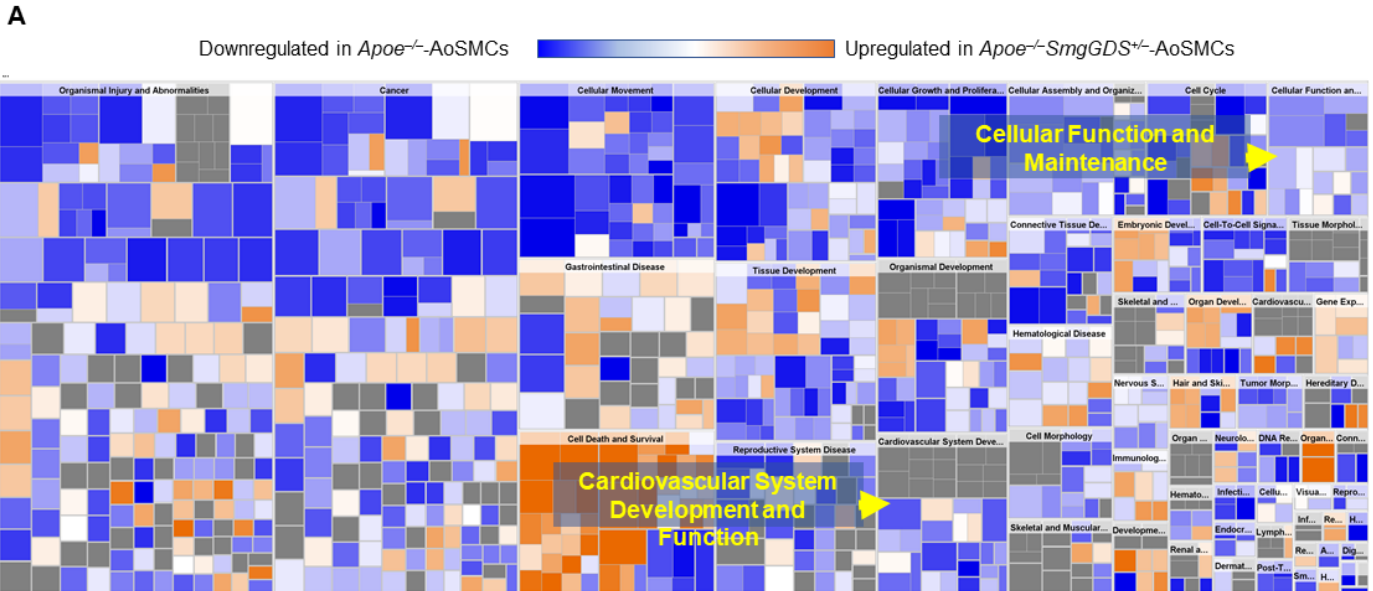 A
Downregulated in Apoe–/–-AoSMCs
Upregulated in Apoe–/–SmgGDS+/–-AoSMCs
...
Organismal Injury and Abnormalities
Cancer
Cellular Movement
Cellular Development
Cellular Growth and Prolifera...
Cellular Assembly and Organiz...
Cell Cycle
Cellular Function an...
Cellular Function and
Maintenance
Connective Tissue De...
Embryonic Devel...
Cell-To-Cell Signa...
Tissue Morphol...
Gastrointestinal Disease
Tissue Development
Organismal Development
Skeletal and ...
Organ Devel...
Cardiovascu...
Gene Exp...
Hematological Disease
Nervous S...
Hair and Ski...
Tumor Morp...
Hereditary D...
Cell Death and Survival
Reproductive System Disease
Cardiovascular System Deve...
Cell Morphology
Organ ...
Neurolo...
DNA Re...
Organ...
Conn...
Immunolog...
Cardiovascular System
Development and
Function
Hemato...
Infecti...
Cellu...
Visua...
Repro...
Skeletal and Muscular...
Developme...
Endocr...
Lymph...
Inf...
Re...
H...
Renal a...
Dermat...
Post-T...
Re...
A...
Dig...
Sm...
H...